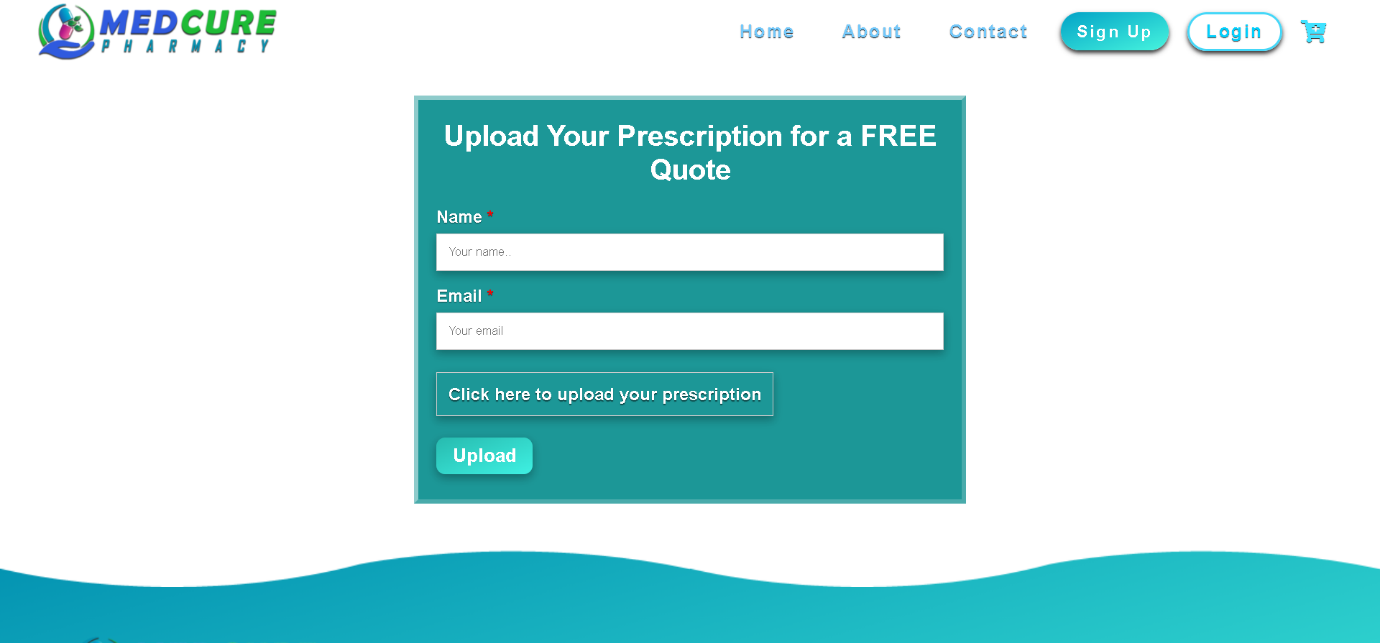 MEDCURE
PHARMACY
Home
About
Contact
Sign Up
Login
Upload Your Prescription for a FREE
Quote
Name *
Your name..
Email *
Your email
Click here to upload your prescription
Upload